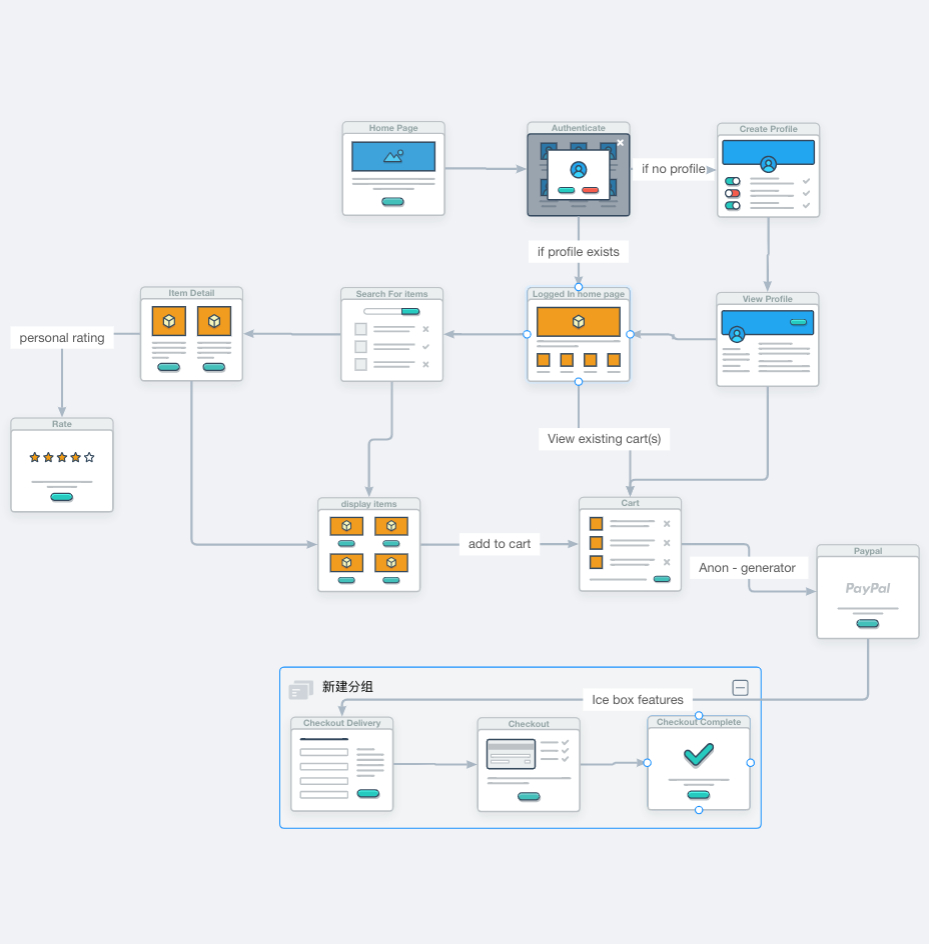 Home Page
Authenticate
Create Profile
if no profile
if profile exists
Item Detail
Search For items
Logged In home page
View Profile
personal rating
Rate
View existing cart(s)
display items
Cart
add to cart
Anon - generator
Paypal
PayPal
新建分组
Ice box features
Checkout Delivery
Checkout
Checkout Complete